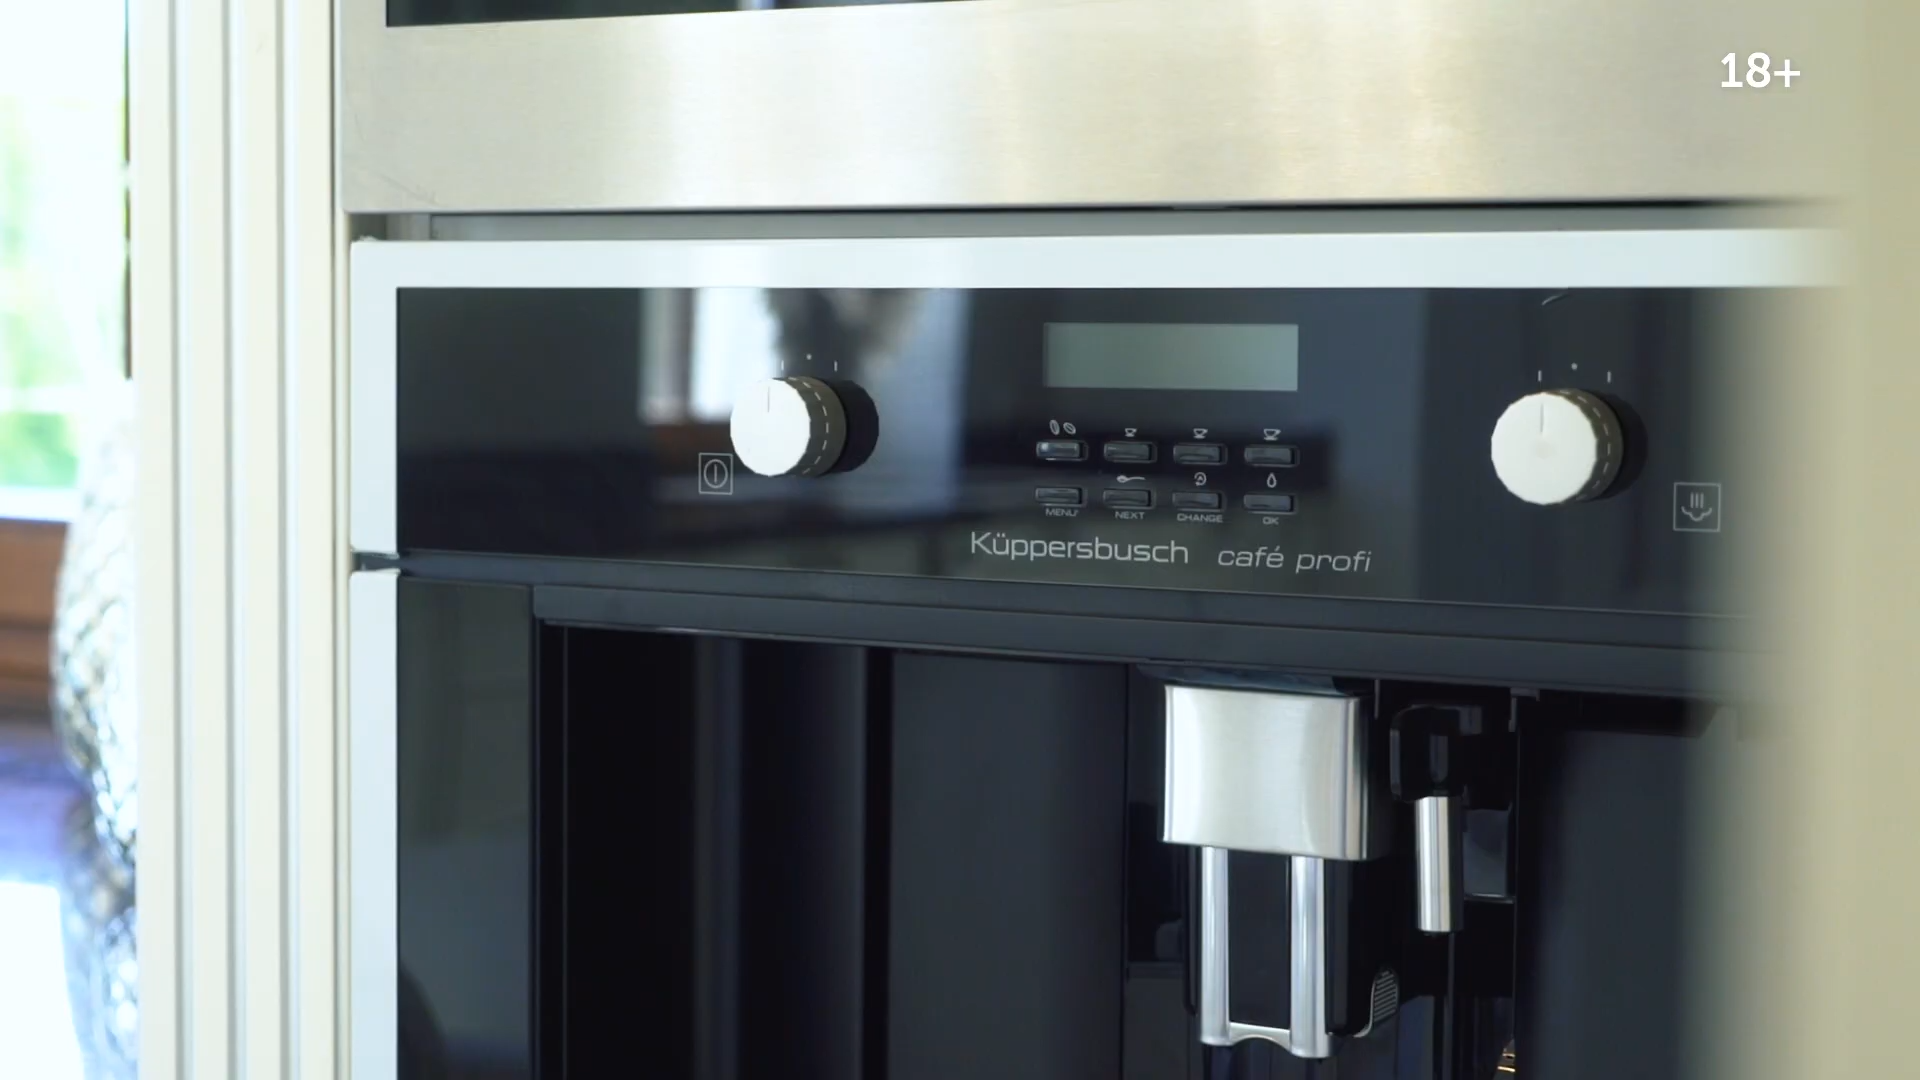 18+
MENU'
NEXT
CHANGE
OK
Küppersbusch café profi